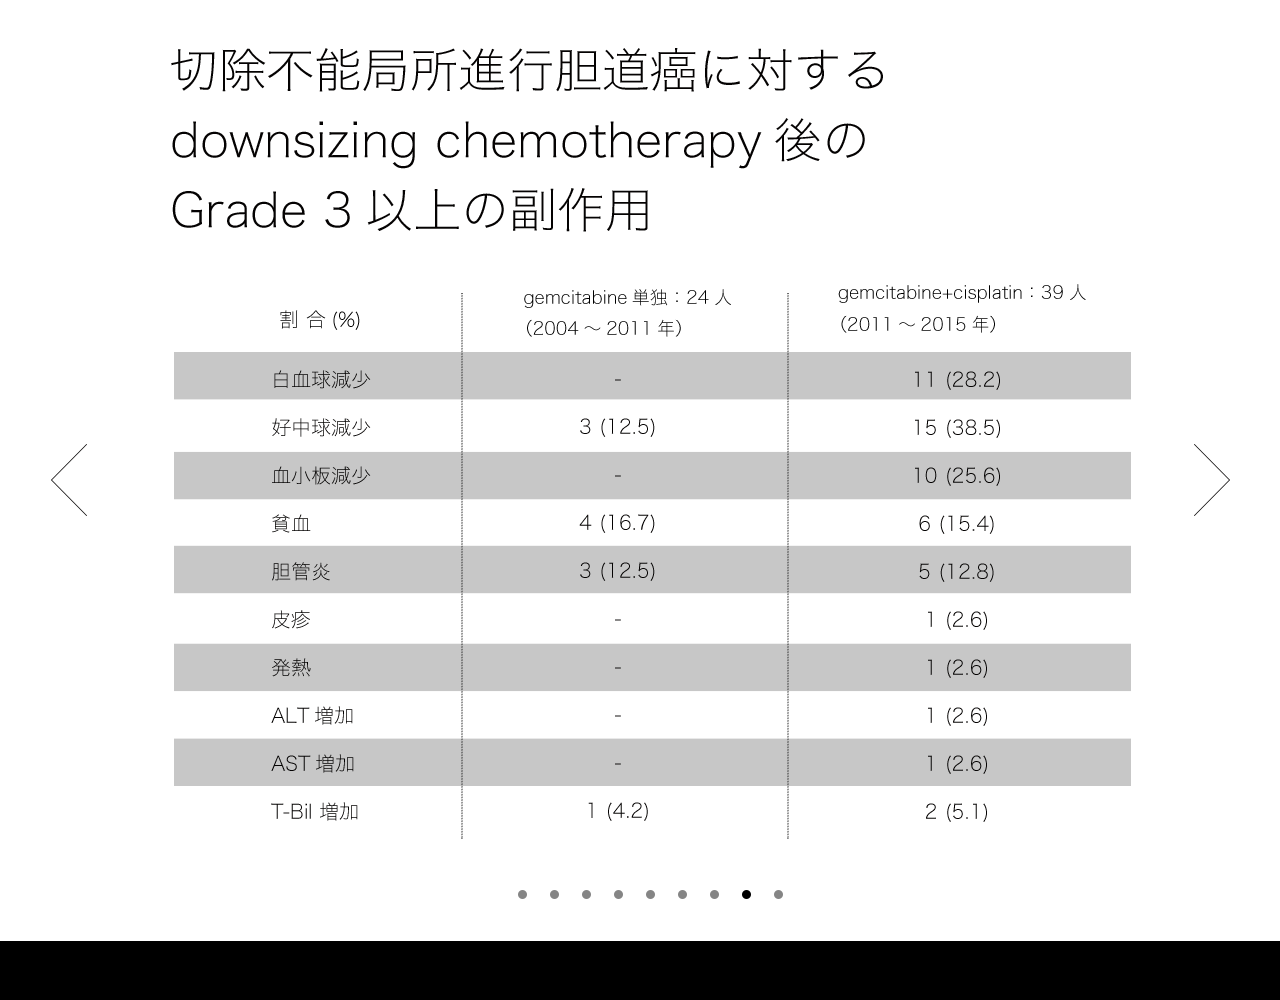 切除不能局所進行胆道癌に対する
downsizing chemotherapy 後の
Grade 3 以上の副作用
割 合 (%)
gemcitabine 単独：24 人
（2004 〜 2011 年）
gemcitabine+cisplatin：39 人
（2011 〜 2015 年）
白血球減少 - 11 (28.2)
好中球減少 3 (12.5) 15 (38.5)
血小板減少 - 10 (25.6)
貧血 4 (16.7) 6 (15.4)
胆管炎 3 (12.5) 5 (12.8)
皮疹 - 1 (2.6)
発熱 - 1 (2.6)
ALT 増加 - 1 (2.6)
AST 増加 - 1 (2.6)
T-Bil 増加 1 (4.2) 2 (5.1)